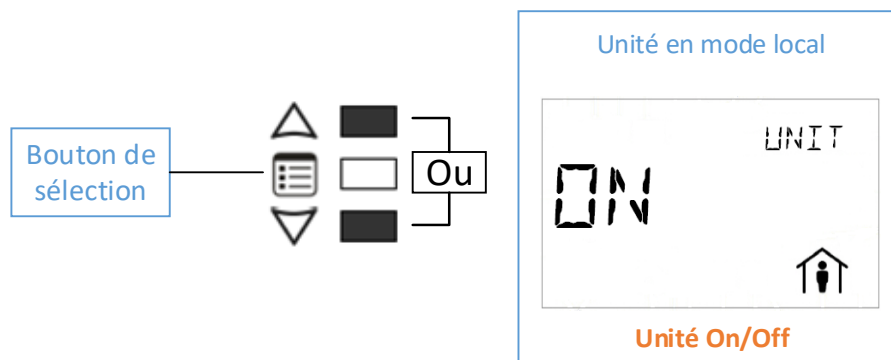 Unité en mode local
UNIT
Bouton de
sélection
Ou
ON
Unité On/Off